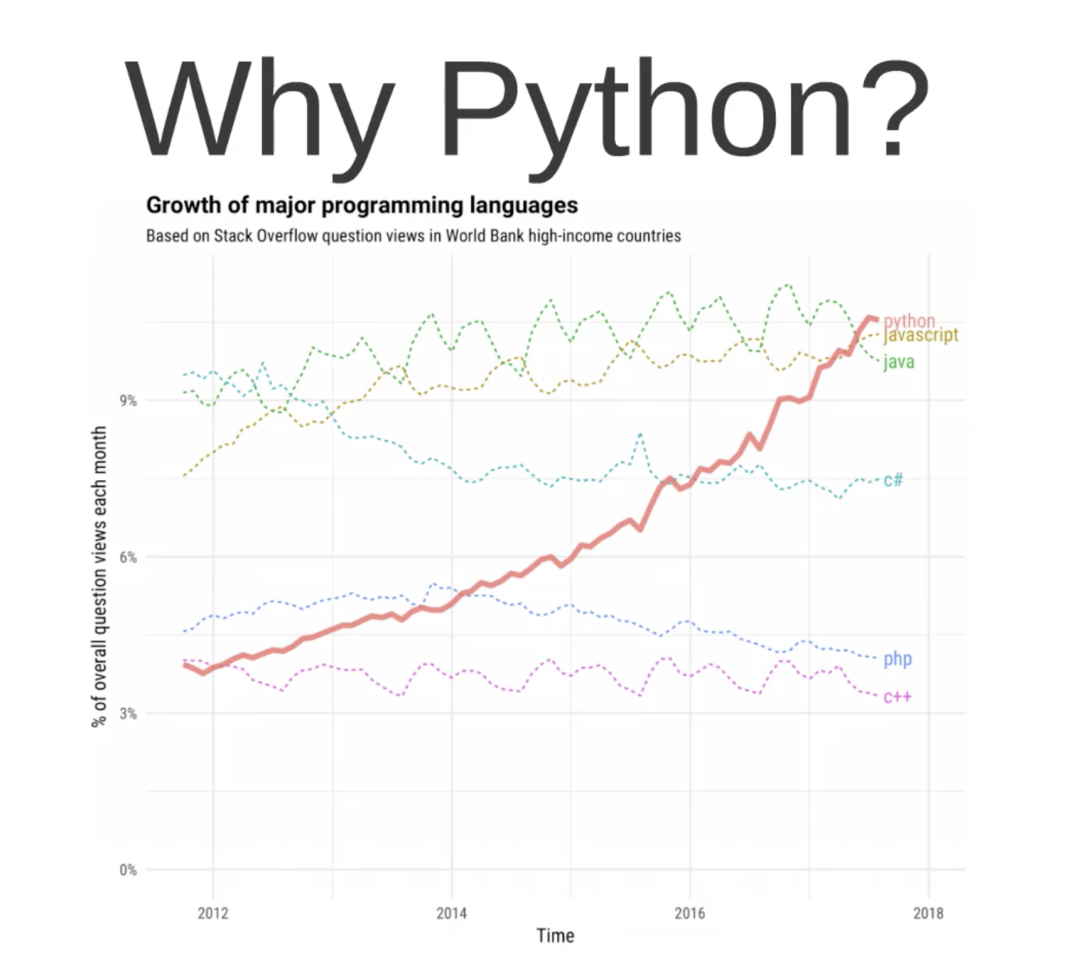 Why Python?
Growth of major programming languages
Based on Stack Overflow question views in World Bank high-income countries
% of overall question views each month
9%
6%
3%
0%
python
javascript
java
c#
php
c++
2012 2014 2016 2018
Time